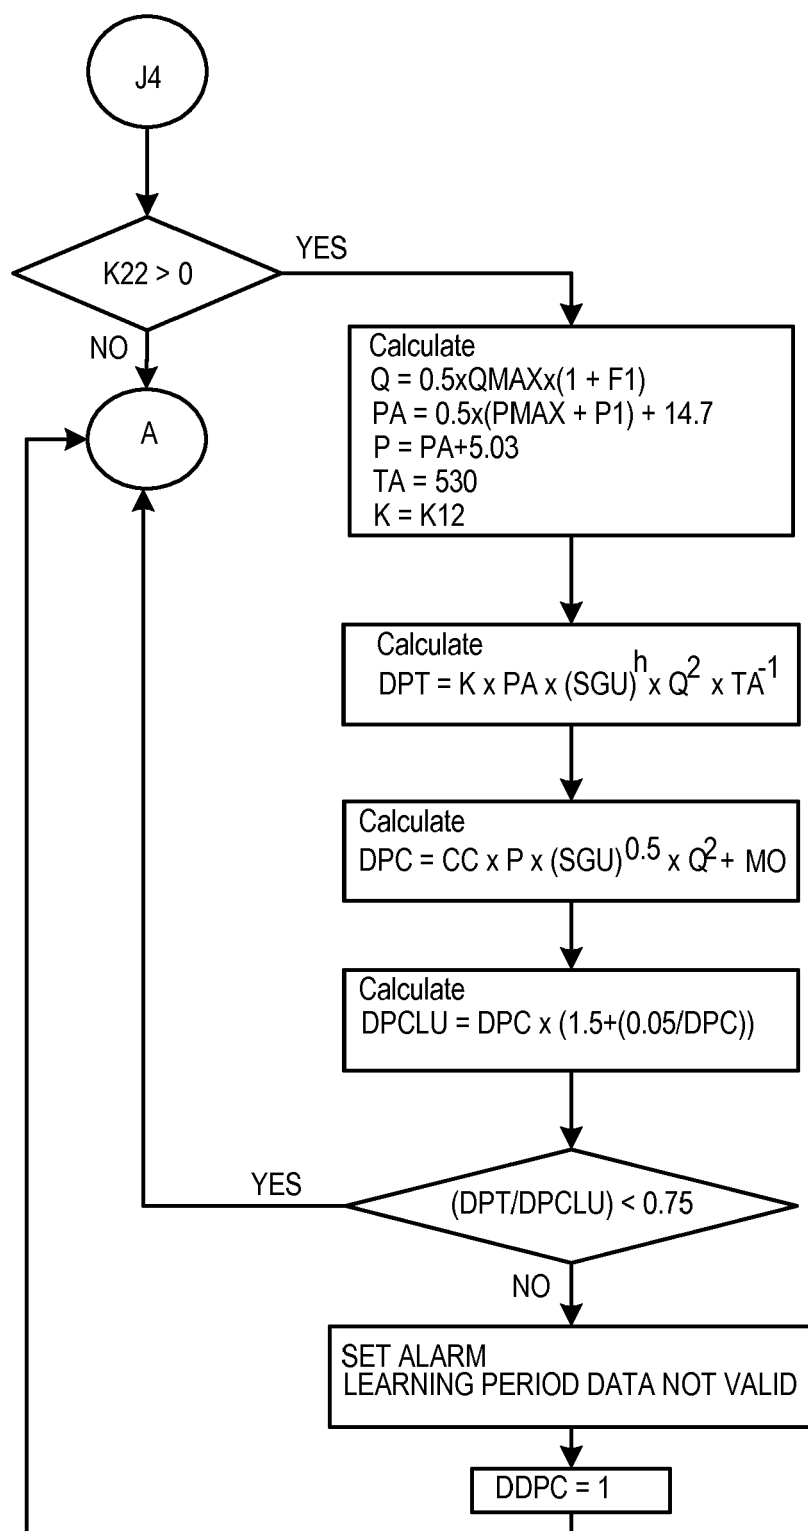 J4
K22 > 0
YES
NO
A
Calculate
Q = 0.5xQMAXx(1 + F1)
PA = 0.5x(PMAX + P1) + 14.7
P = PA+5.03
TA = 530
K = K12
Calculate
DPT = K x PA x (SGU)^h x Q^2 x TA^-1
Calculate
DPC = CC x P x (SGU)^0.5 x Q^2 + MO
Calculate
DPCLU = DPC x (1.5+(0.05/DPC))
YES
(DPT/DPCLU) < 0.75
NO
SET ALARM
LEARNING PERIOD DATA NOT VALID
DDPC = 1